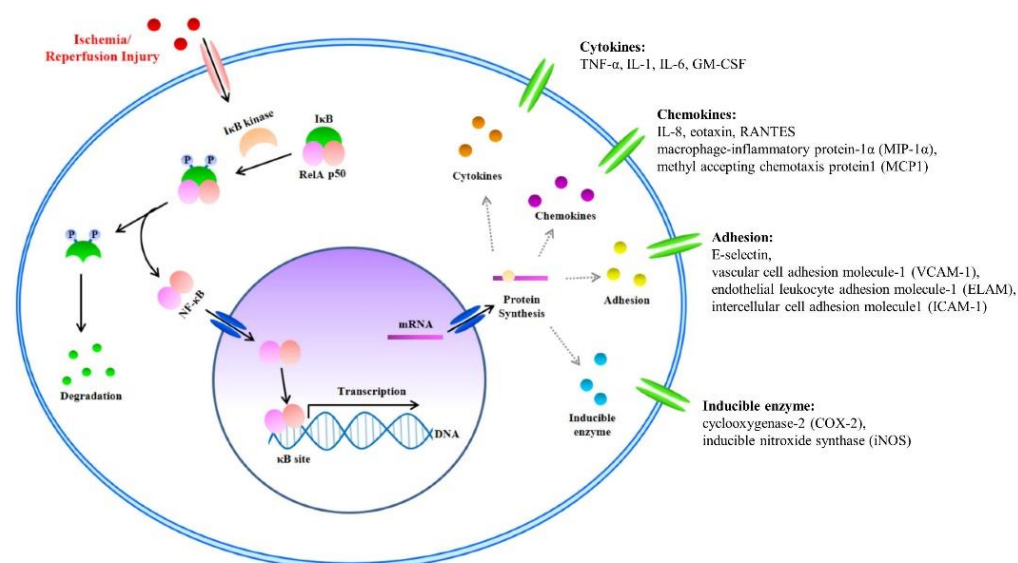 Ischemia/
Reperfusion Injury
IκB kinase
IκB
RelA p50
P P
P P
NF-κB
Degradation
mRNA
Transcription
DNA
κB site
Protein
Synthesis
Cytokines
Chemokines
Adhesion
Inducible
enzyme
Cytokines:
TNF-α, IL-1, IL-6, GM-CSF
Chemokines:
IL-8, eotaxin, RANTES
macrophage-inflammatory protein-1α (MIP-1α),
methyl accepting chemotaxis protein1 (MCP1)
Adhesion:
E-selectin,
vascular cell adhesion molecule-1 (VCAM-1),
endothelial leukocyte adhesion molecule-1 (ELAM),
intercellular cell adhesion molecule1 (ICAM-1)
Inducible enzyme:
cyclooxygenase-2 (COX-2),
inducible nitroxide synthase (iNOS)